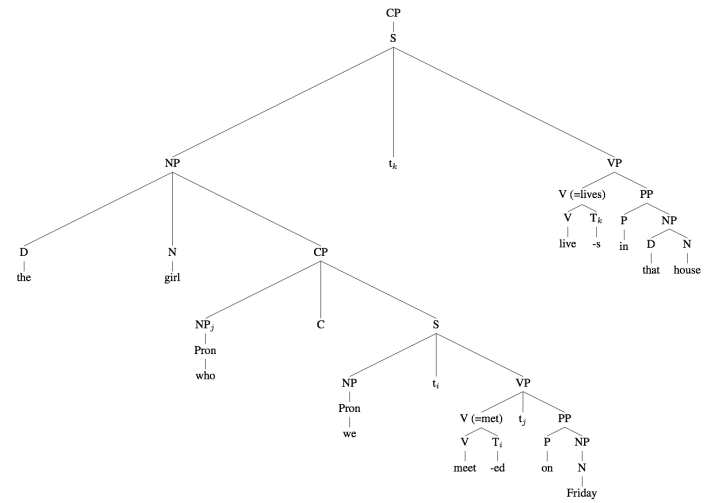 CP
S
NP t_k VP
V (=lives) PP
V T_k P NP
live -s in D N
D N CP
the girl that house
NP_j C S
Pron
who NP t_i VP
Pron V (=met) t_j PP
we V T_i P NP
meet -ed on N
Friday